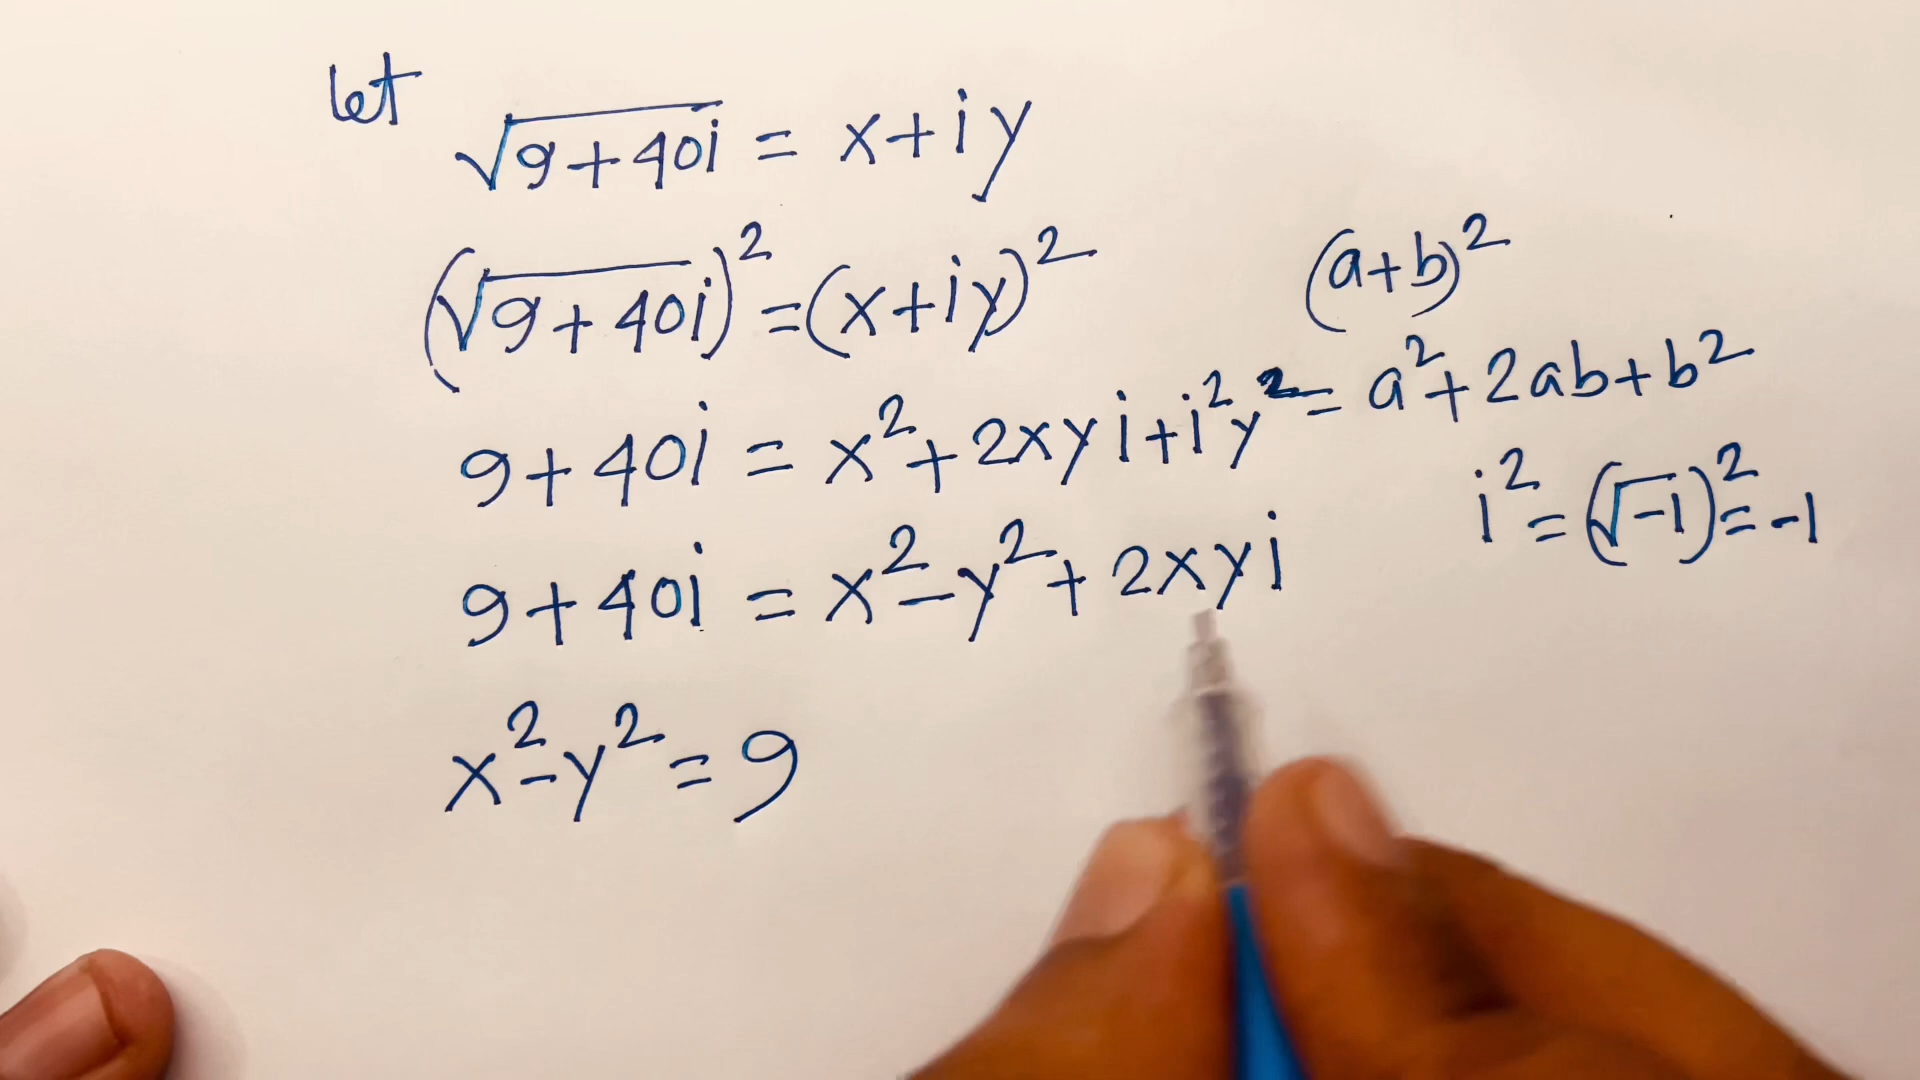 let
√9+40i = x+iy
(√9+40i)² = (x+iy)²
(a+b)²
9+40i = x²+2xyi+i²y²
= a²+2ab+b²
9+40i = x²-y²+2xyi
i² = (√-1)² = -1
x²-y² = 9